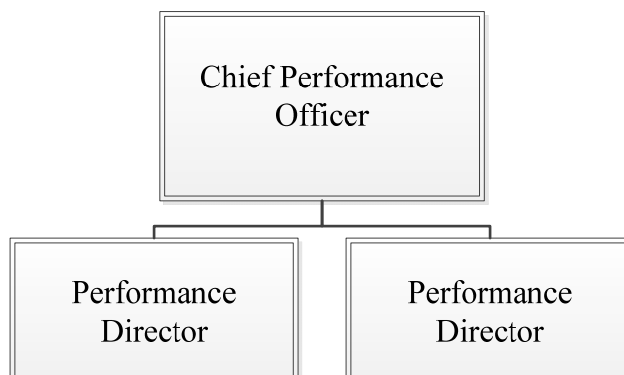 Chief Performance
Officer
Performance
Director
Performance
Director